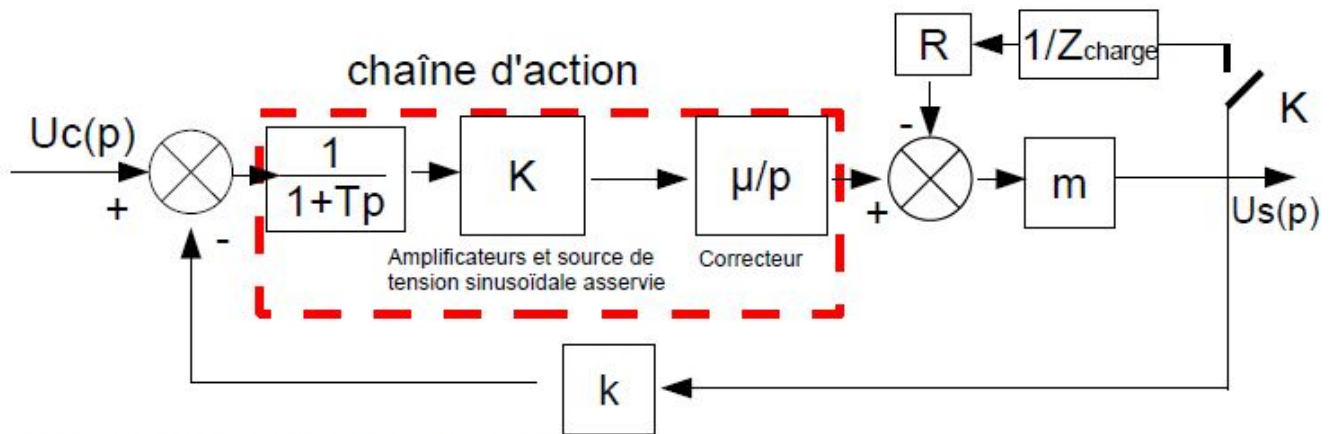 R
1/Zcharge
chaîne d'action
K
Uc(p)
+
-
1
1+Tp
K
µ/p
-
+
m
Us(p)
Amplificateurs et source de
tension sinusoïdale asservie
Correcteur
k